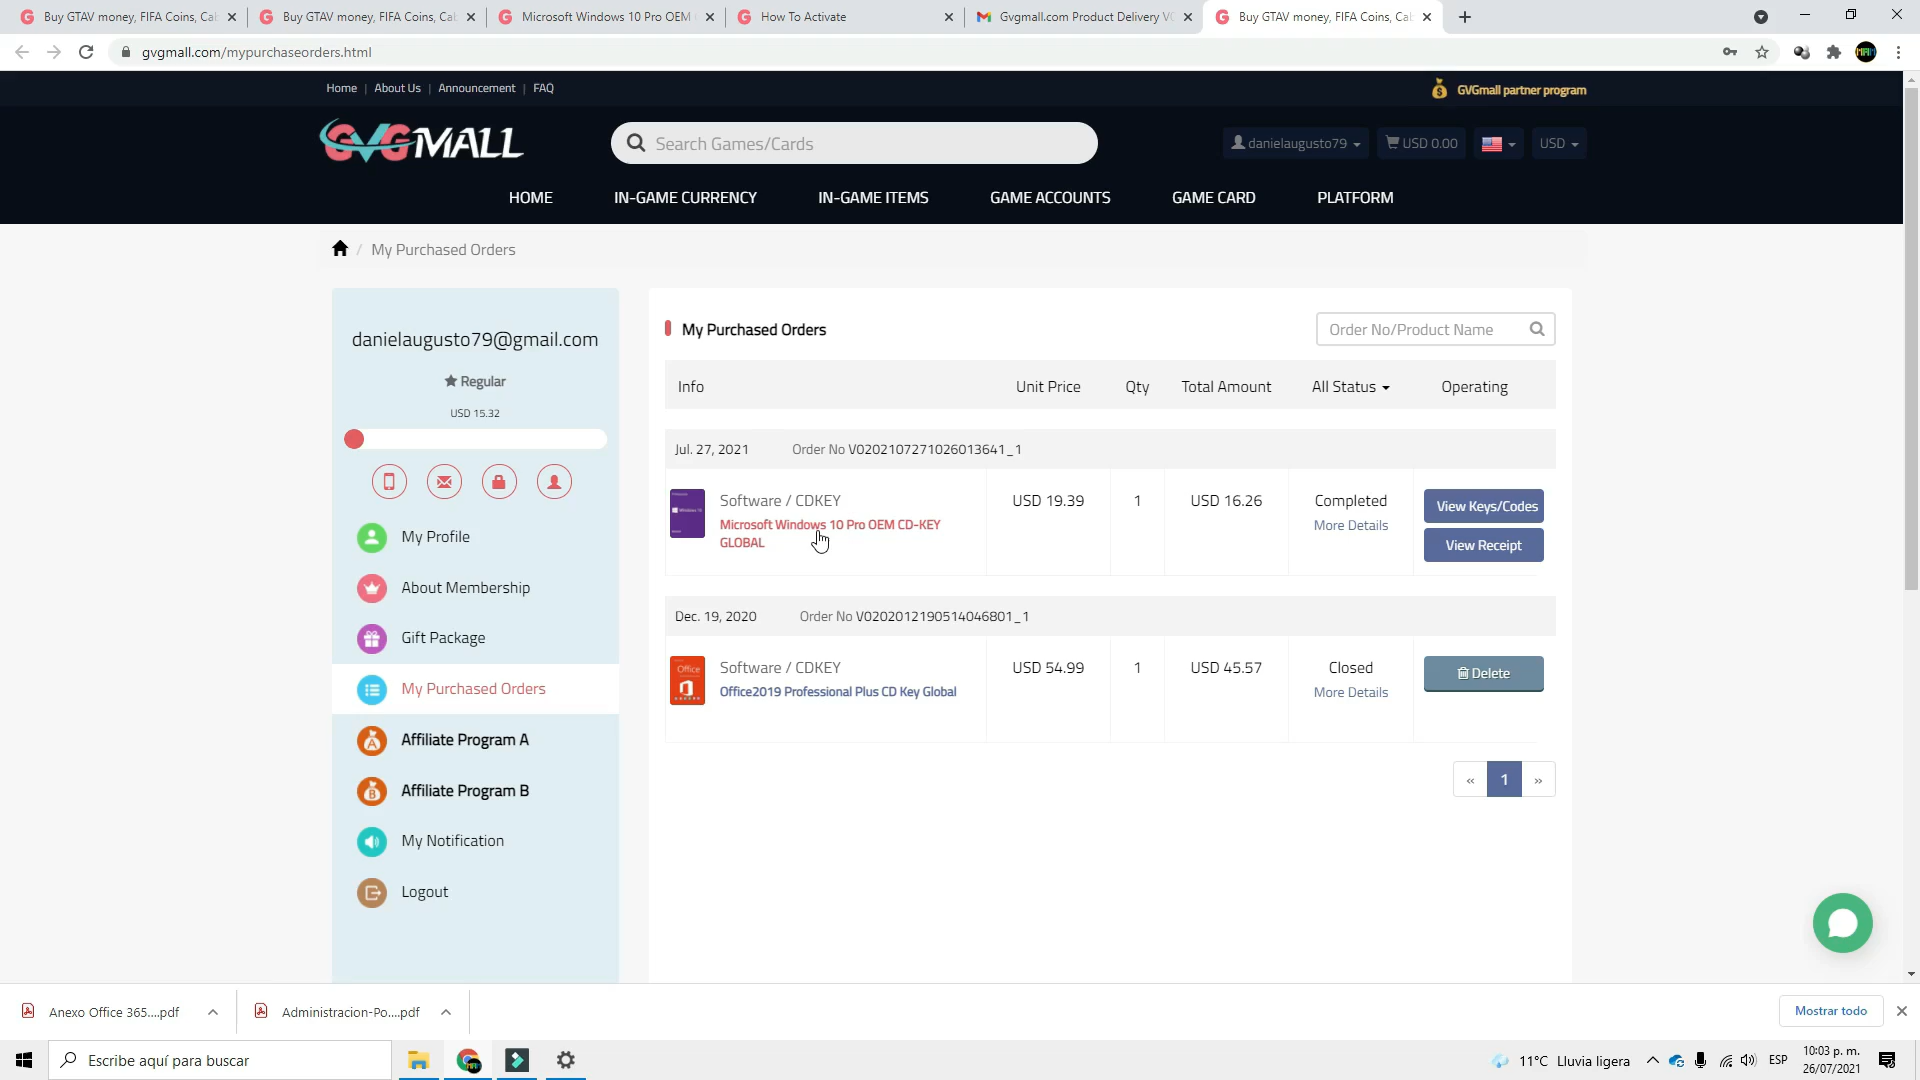 Buy GTAV money, FIFA Coins, Cab
Buy GTAV money, FIFA Coins, Cab
Microsoft Windows 10 Pro OEM
How To Activate
Gvgmall.com Product Delivery
Buy GTAV money, FIFA Coins, Cab
gvgmall.com/mypurchaseorders.html
Home | About Us | Announcement | FAQ
GVGmall partner program
GVGMALL
Search Games/Cards
danielaugusto79
USD 0.00
USD
HOME
IN-GAME CURRENCY
IN-GAME ITEMS
GAME ACCOUNTS
GAME CARD
PLATFORM
/ My Purchased Orders
danielaugusto79@gmail.com
Regular
USD 15.32
My Profile
About Membership
Gift Package
My Purchased Orders
Affiliate Program A
Affiliate Program B
My Notification
Logout
My Purchased Orders
Order No/Product Name
Info
Unit Price
Qty
Total Amount
All Status
Operating
Jul. 27, 2021
Order No V0202107271026013641_1
Software / CDKEY
Microsoft Windows 10 Pro OEM CD-KEY
GLOBAL
USD 19.39
1
USD 16.26
Completed
More Details
View Keys/Codes
View Receipt
Dec. 19, 2020
Order No V0202012190514046801_1
Office
Software / CDKEY
Office2019 Professional Plus CD Key Global
USD 54.99
1
USD 45.57
Closed
More Details
Delete
«
1
»
Anexo Office 365....pdf
Administracion-Po....pdf
Mostrar todo
Escribe aquí para buscar
11°C Lluvia ligera
ESP
10:03 p. m.
26/07/2021